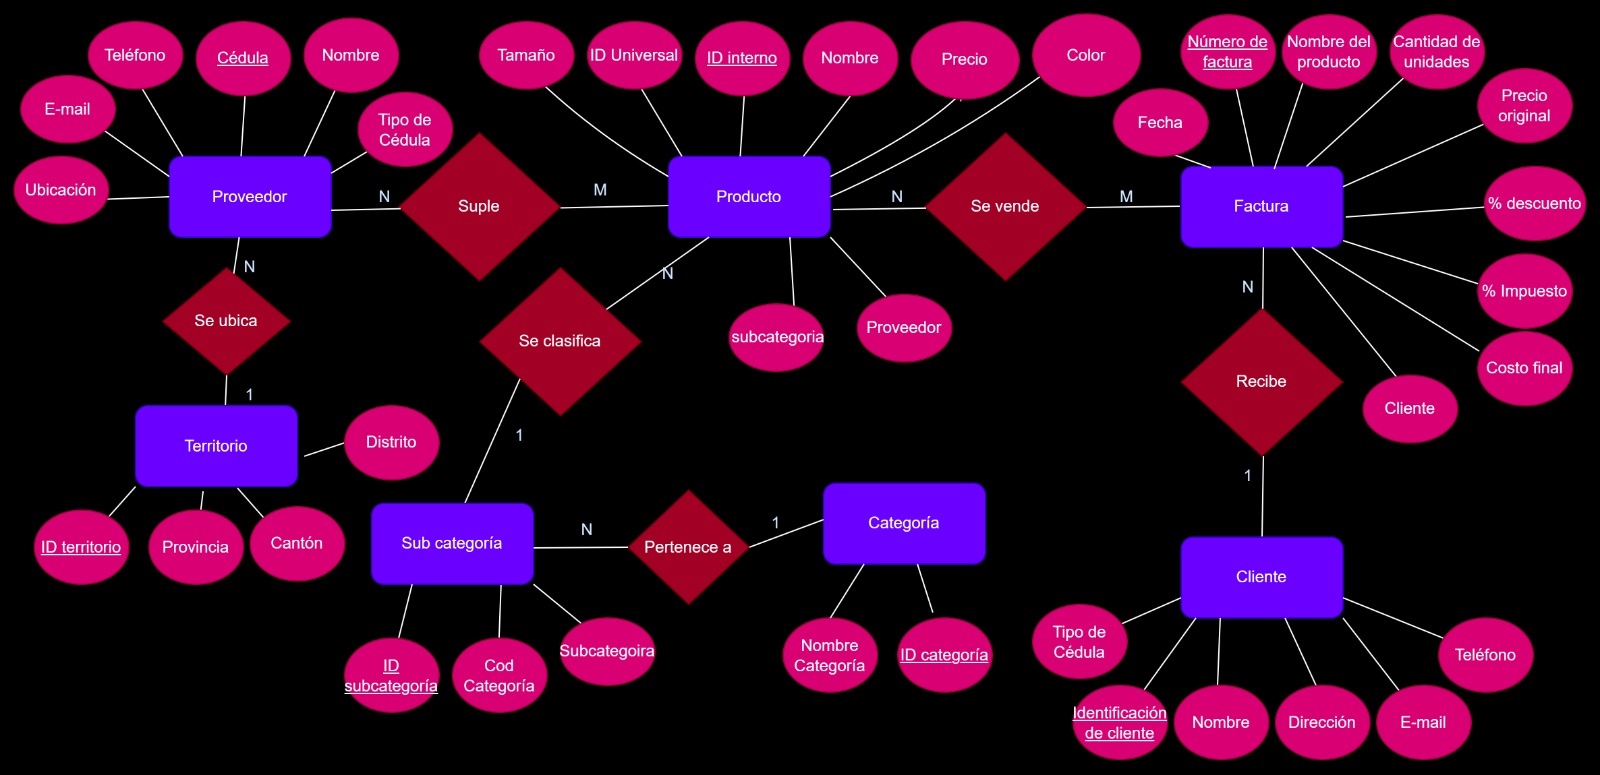 Teléfono
Cédula
Nombre
E-mail
Tipo de
Cédula
Ubicación
Proveedor
N
Suple
M
Tamaño
ID Universal
ID interno
Nombre
Precio
Color
Producto
N
Se vende
M
Número de
factura
Nombre del
producto
Cantidad de
unidades
Precio
original
Fecha
Factura
% descuento
% Impuesto
Costo final
Cliente
N
Se ubica
1
Territorio
Distrito
ID territorio
Provincia
Cantón
N
Se clasifica
1
subcategoria
Proveedor
N
Recibe
1
Sub categoría
N
Pertenece a
1
Categoría
ID
subcategoría
Cod
Categoría
Subcategoira
Nombre
Categoría
ID categoría
Cliente
Tipo de
Cédula
Identificación
de cliente
Nombre
Dirección
E-mail
Teléfono